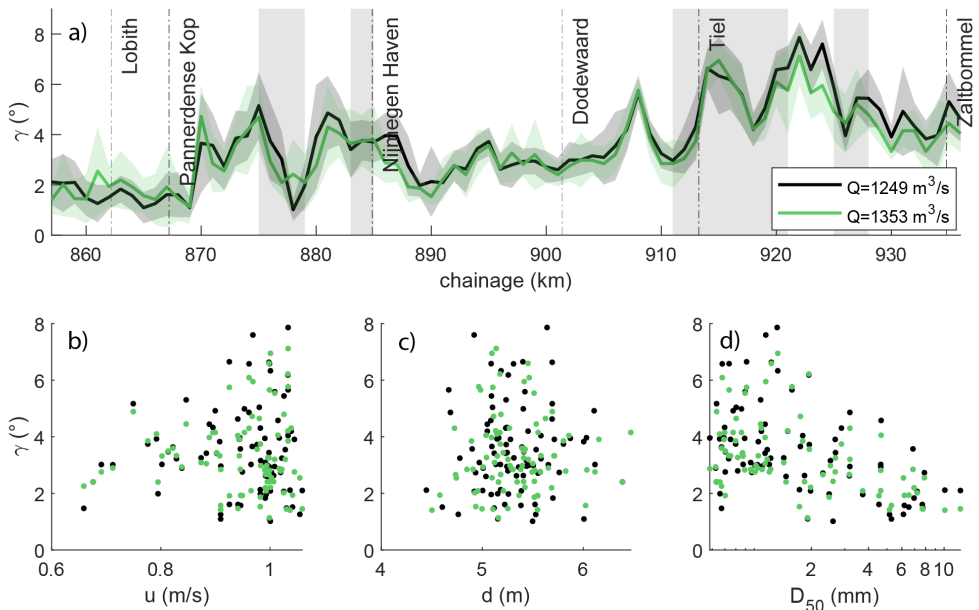 a)
Lobith
Pannerdense Kop
Nijmegen Haven
Dodewaard
Tiel
Zaltbommel
γ (°)
8
6
4
2
0
Q=1249 m³/s
Q=1353 m³/s
860 870 880 890 900 910 920 930
chainage (km)
b)
γ (°)
8
6
4
2
0
0.6 0.8 1
u (m/s)
c)
8
6
4
2
0
4 5 6
d (m)
d)
8
6
4
2
0
2 4 6 8 10
D₅₀ (mm)